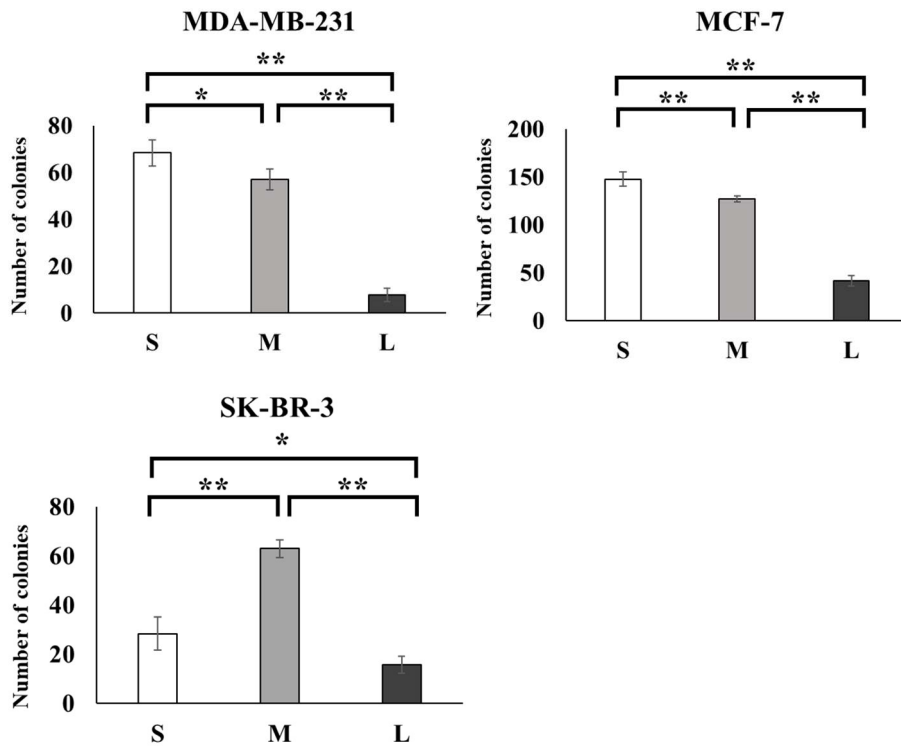 MDA-MB-231
**
*
**
80
60
40
20
0
Number of colonies
S M L
MCF-7
**
**
**
200
150
100
50
0
Number of colonies
S M L
SK-BR-3
*
**
**
80
60
40
20
0
Number of colonies
S M L